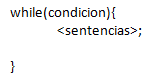 while(condicion){
<sentencias>;
}